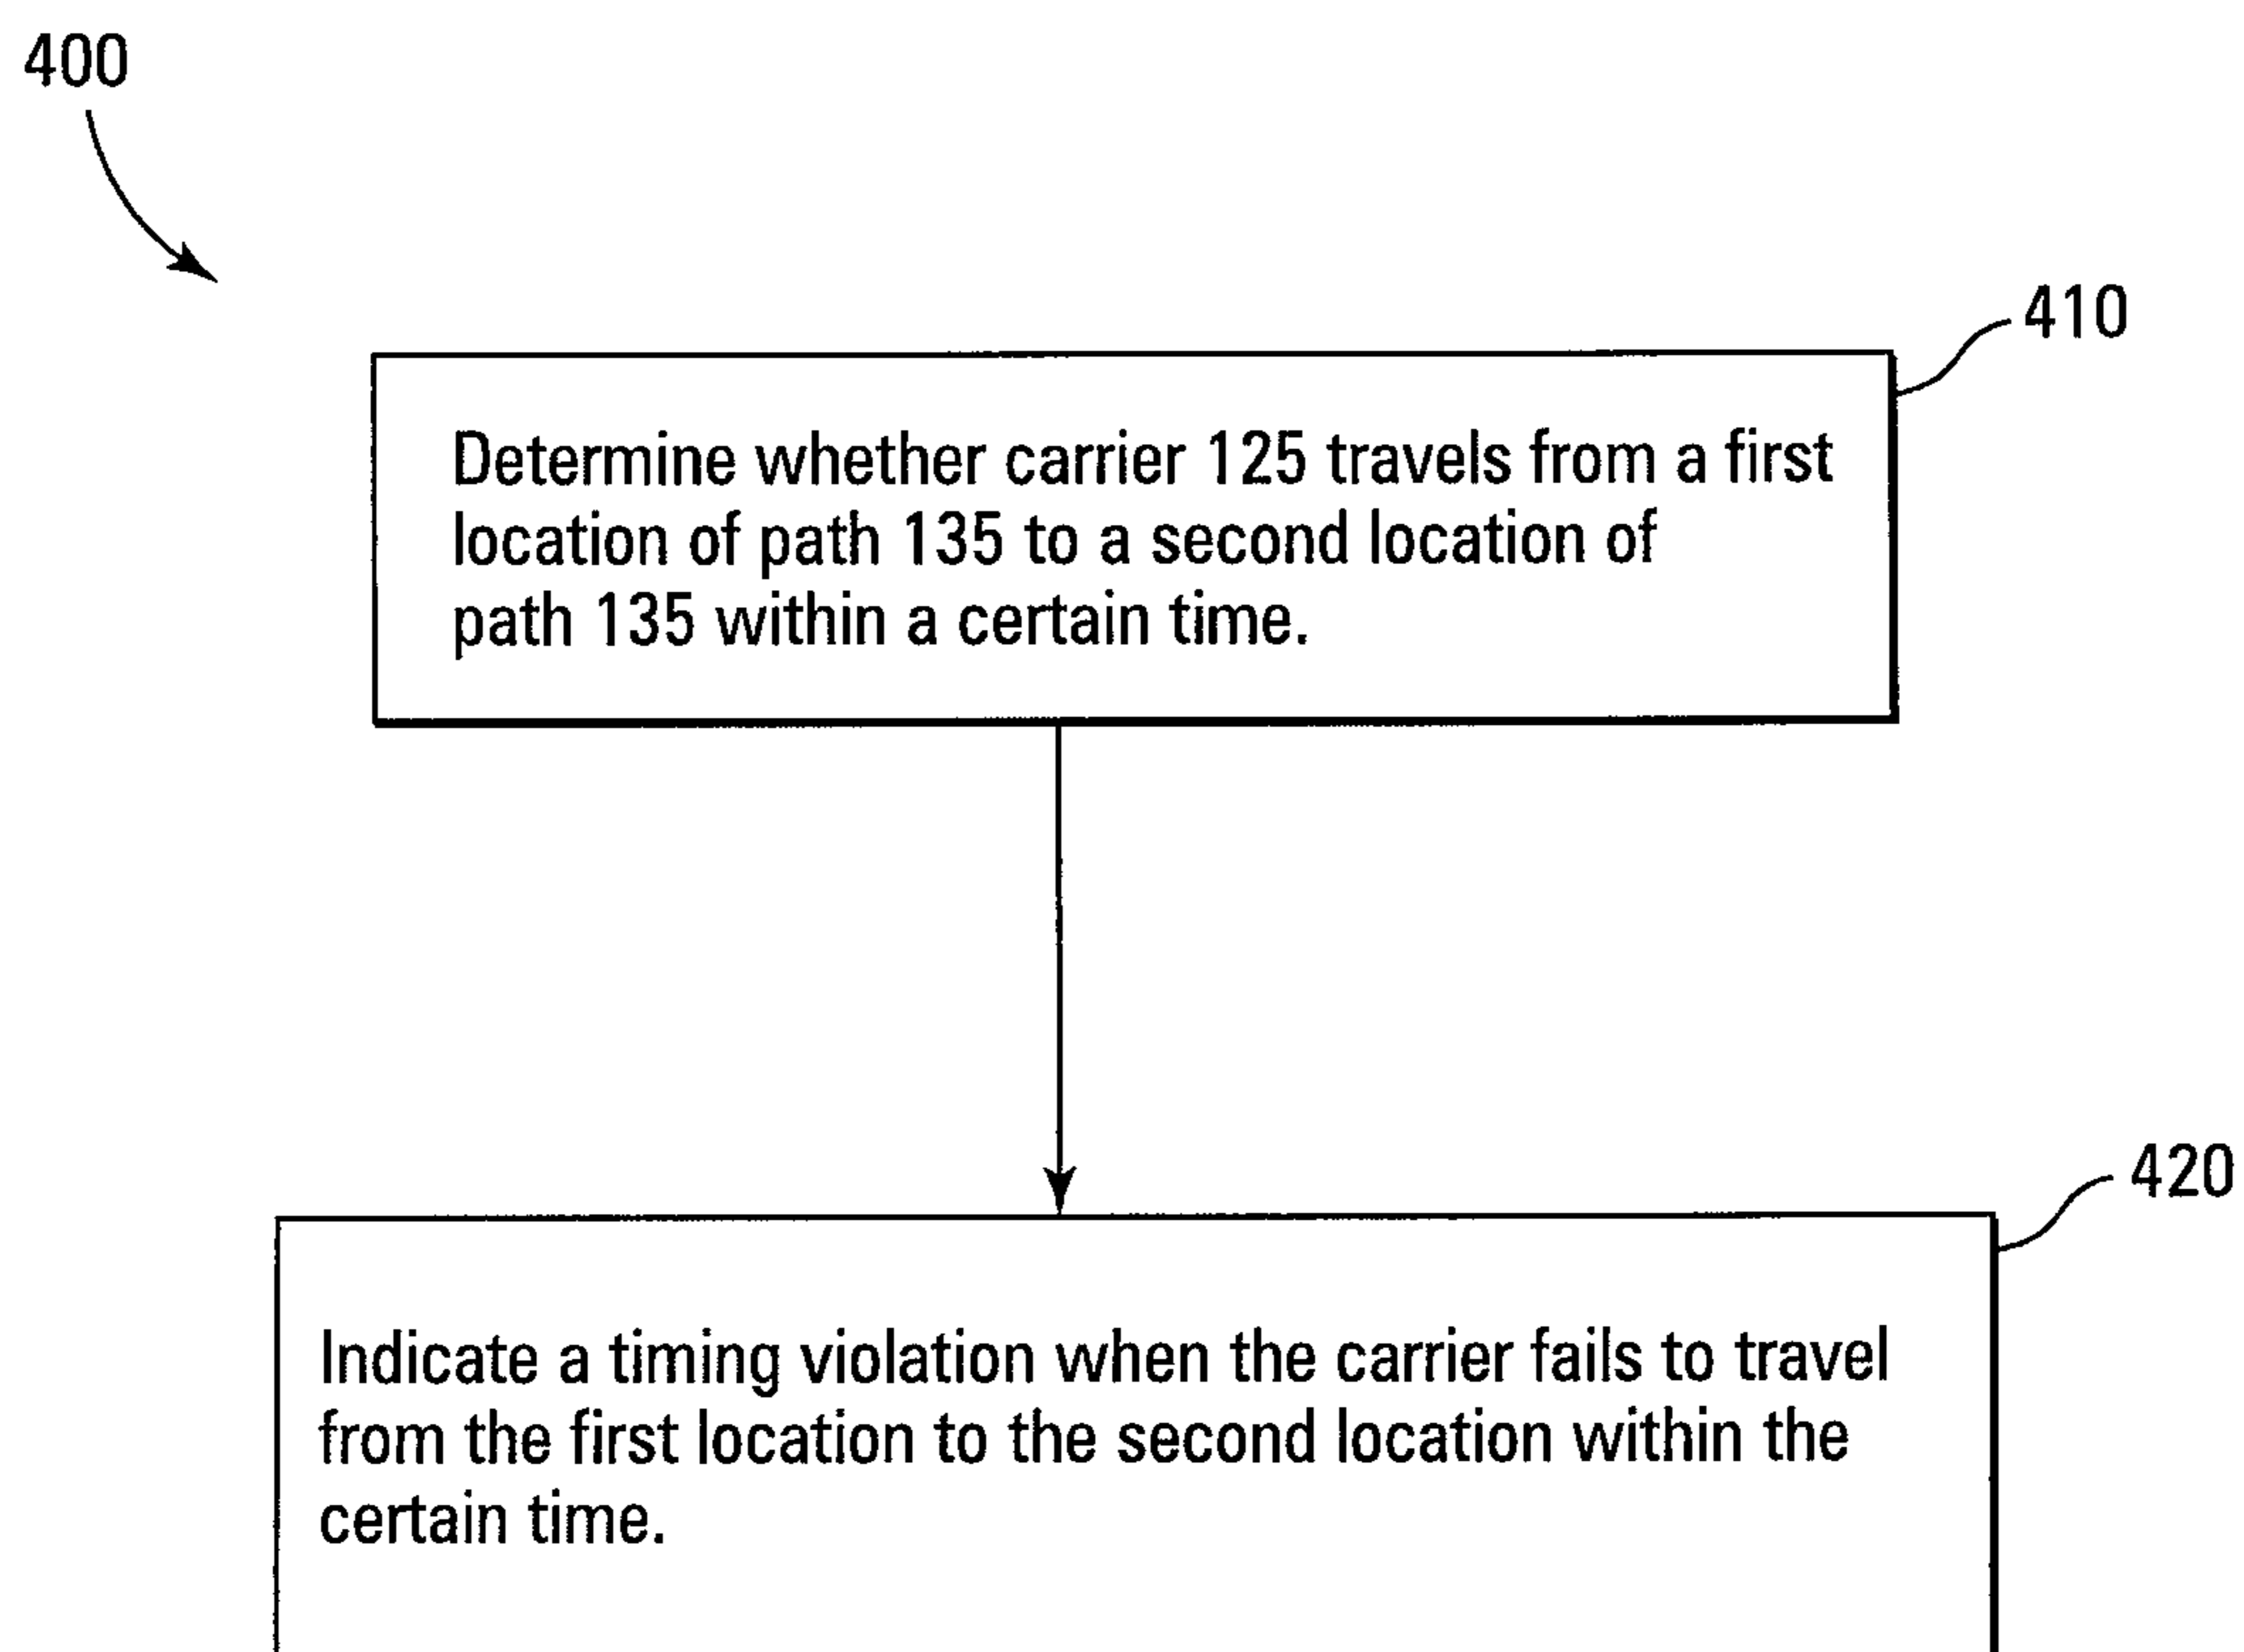 400
410
Determine whether carrier 125 travels from a first
location of path 135 to a second location of
path 135 within a certain time.
420
Indicate a timing violation when the carrier fails to travel
from the first location to the second location within the
certain time.